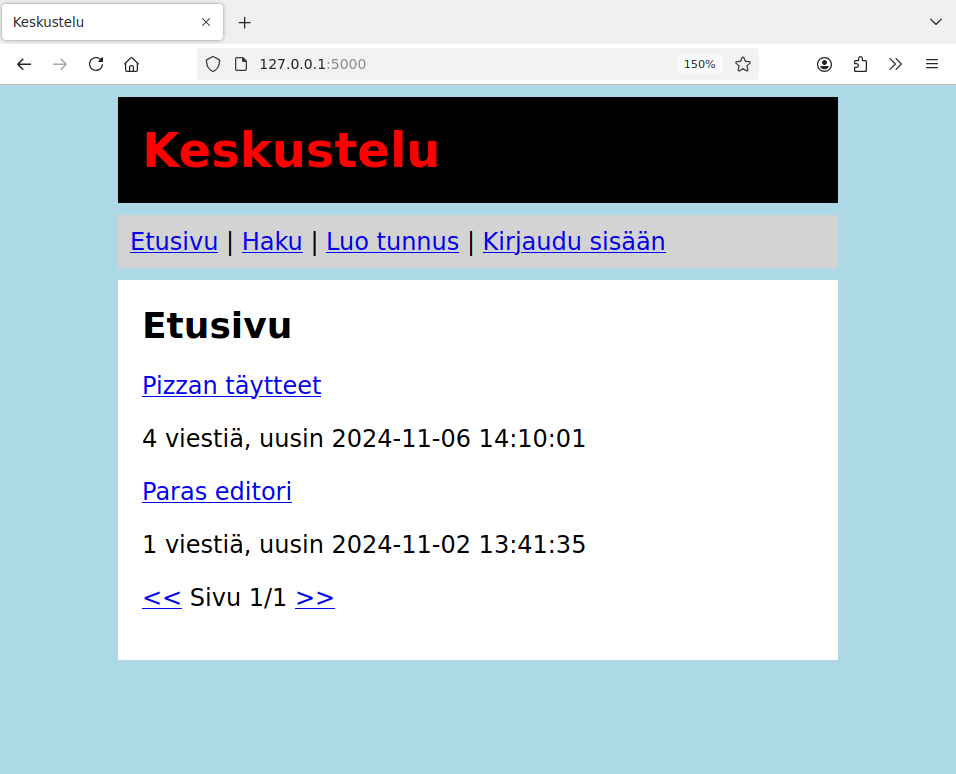 Keskustelu
127.0.0.1:5000
150%
Keskustelu
Etusivu | Haku | Luo tunnus | Kirjaudu sisään
Etusivu
Pizzan täytteet
4 viestiä, uusin 2024-11-06 14:10:01
Paras editori
1 viestiä, uusin 2024-11-02 13:41:35
<< Sivu 1/1 >>